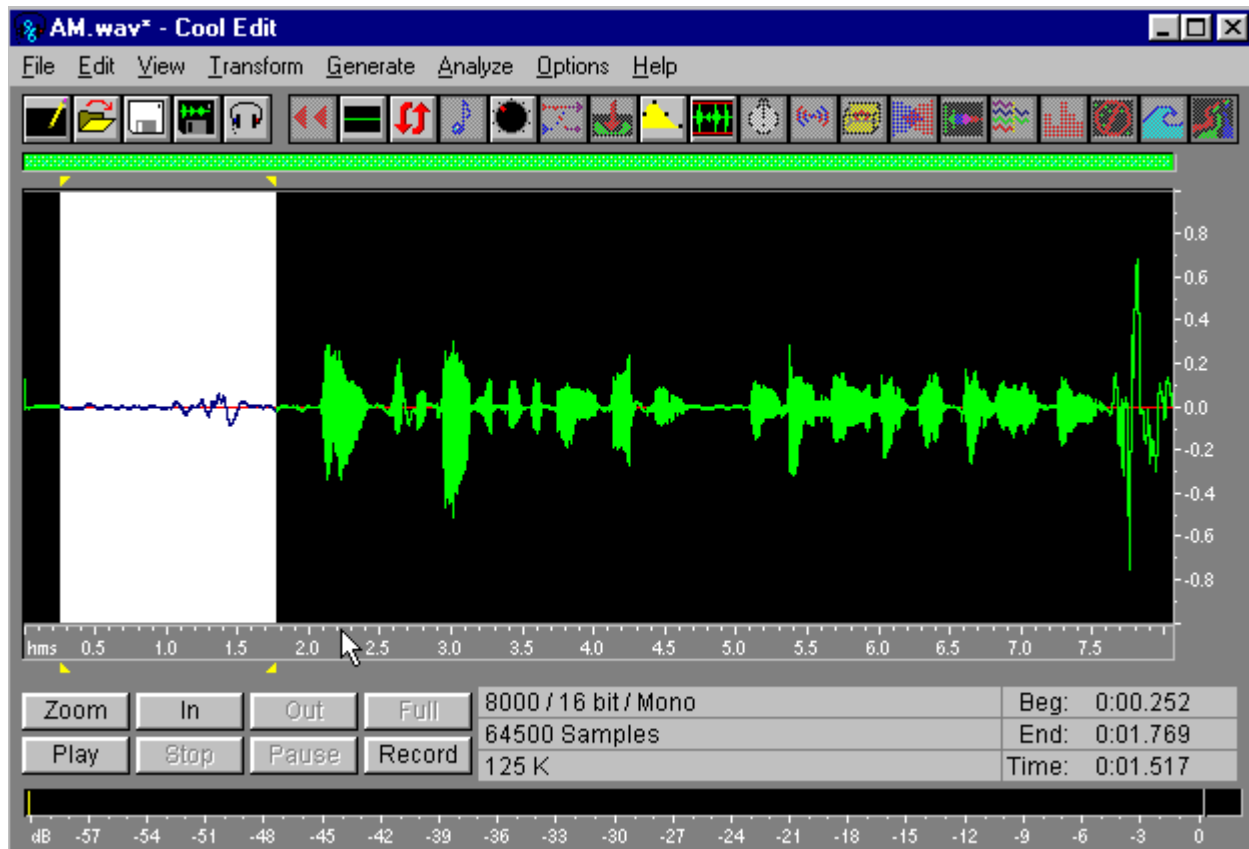 AM.wav* - Cool Edit
File Edit View Transform Generate Analyze Options Help
0.8
0.6
0.4
0.2
0.0
-0.2
-0.4
-0.6
-0.8
hms 0.5 1.0 1.5 2.0 2.5 3.0 3.5 4.0 4.5 5.0 5.5 6.0 6.5 7.0 7.5
Zoom In Out Full 8000 / 16 bit / Mono Beg: 0:00.252
64500 Samples End: 0:01.769
Play Stop Pause Record 125 K Time: 0:01.517
dB -57 -54 -51 -48 -45 -42 -39 -36 -33 -30 -27 -24 -21 -18 -15 -12 -9 -6 -3 0